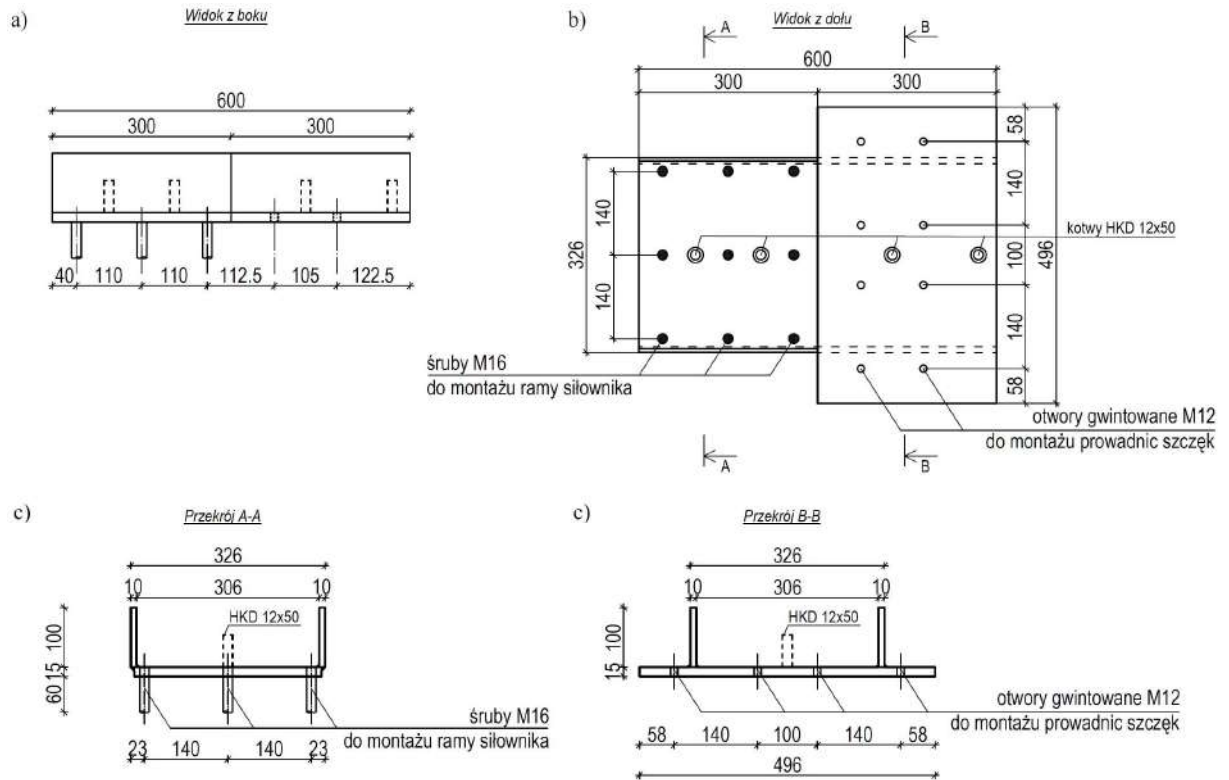 a)
Widok z boku
600
300 300
40 110 110 112.5 105 122.5
b)
Widok z dołu
A B
600
300 300
326
140
140
58
140
100
140
58
496
kotwy HKD 12x50
śruby M16
do montażu ramy siłownika
otwory gwintowane M12
do montażu prowadnic szczęk
A B
c)
Przekrój A-A
326
10 306 10
HKD 12x50
100
15
60
śruby M16
do montażu ramy siłownika
23 140 140 23
c)
Przekrój B-B
326
10 306 10
HKD 12x50
100
15
otwory gwintowane M12
do montażu prowadnic szczęk
58 140 100 140 58
496